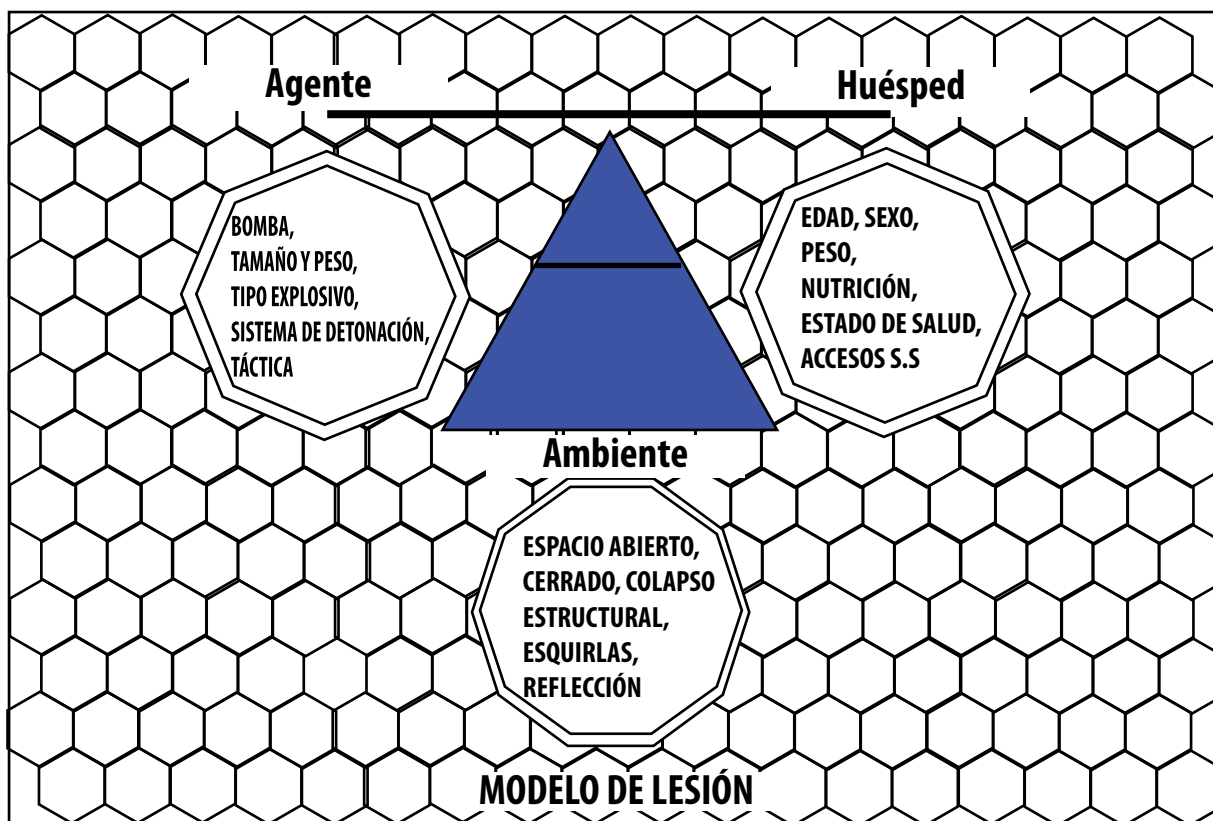 Agente
Huésped
BOMBA,
TAMAÑO Y PESO,
TIPO EXPLOSIVO,
SISTEMA DE DETONACIÓN,
TÁCTICA
EDAD, SEXO,
PESO,
NUTRICIÓN,
ESTADO DE SALUD,
ACCESOS S.S
Ambiente
ESPACIO ABIERTO,
CERRADO, COLAPSO
ESTRUCTURAL,
ESQUIRLAS,
REFLECCIÓN
MODELO DE LESIÓN